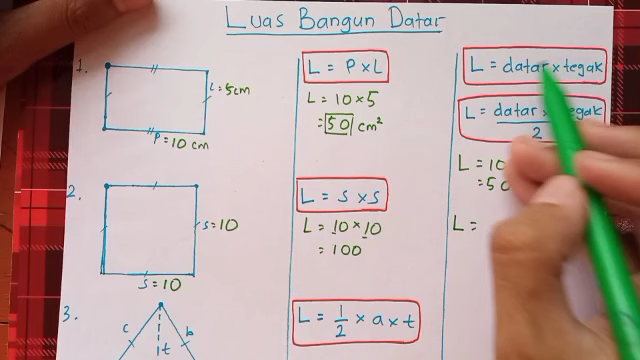 Luas Bangun Datar
1.
L = 5cm
P = 10 cm
L = P x L
L = 10 x 5
= 50 cm²
L = datar x tegak
L = datar x tegak
2
L = 10
= 50
2.
s = 10
s = 10
L = s x s
L = 10 x 10
= 100
L =
3.
c
b
t
L = 1/2 x a x t